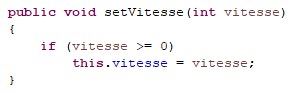 public void setVitesse(int vitesse)
{
    if (vitesse >= 0)
        this.vitesse = vitesse;
}